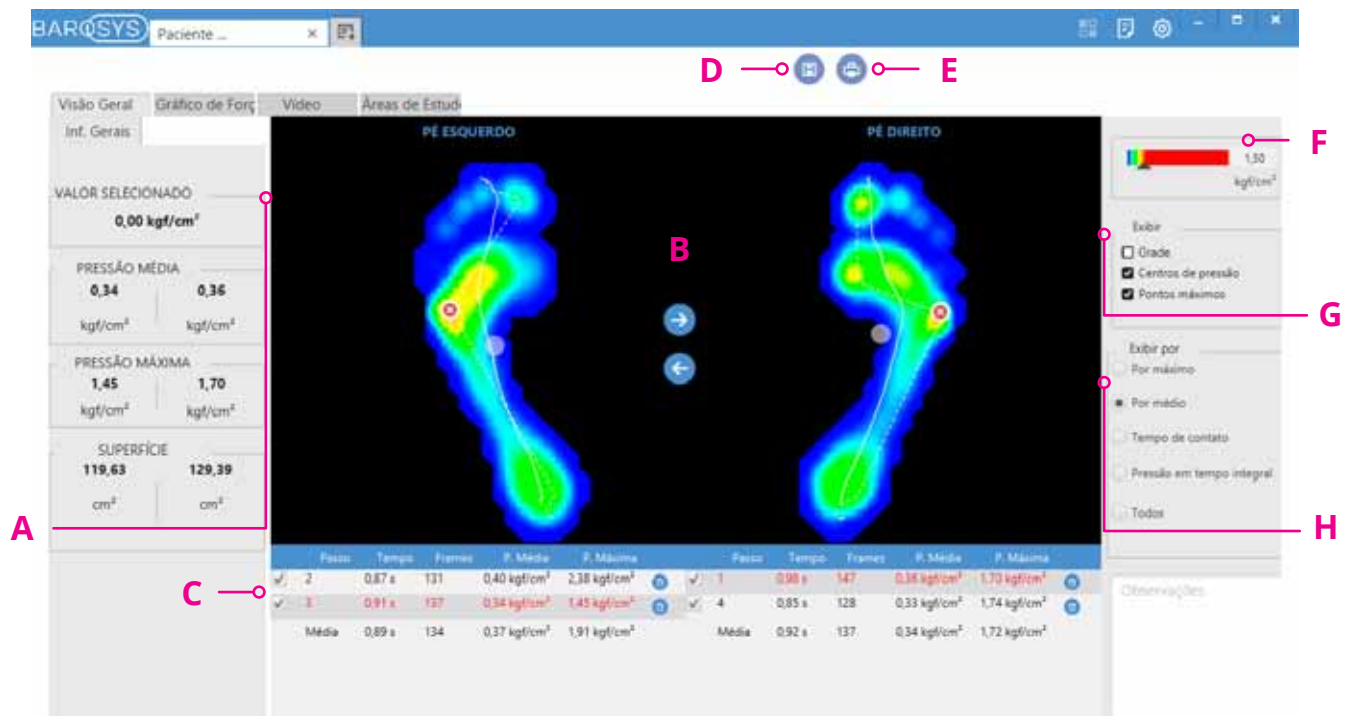 BAROSYS Paciente ...
D E
Visão Geral Gráfico de Forç Vídeo Áreas de Estud
Inf. Gerais
PÉ ESQUERDO PÉ DIREITO
F
1,50
kgf/cm²
VALOR SELECIONADO
0,00 kgf/cm²
Exibir
Grade
Centros de pressão
Pontos máximos
G
B
PRESSÃO MÉDIA
0,34 0,36
kgf/cm² kgf/cm²
PRESSÃO MÁXIMA
1,45 1,70
kgf/cm² kgf/cm²
Exibir por
Por máximo
Por médio
Tempo de contato
Pressão em tempo integral
Todos
H
SUPERFÍCIE
119,63 129,39
cm² cm²
A
Passo Tempo Frames P. Média P. Máxima Passo Tempo Frames P. Média P. Máxima
2 0,87 s 131 0,40 kgf/cm² 2,38 kgf/cm² 1 0,98 s 147 0,36 kgf/cm² 1,70 kgf/cm²
C
3 0,91 s 137 0,34 kgf/cm² 1,45 kgf/cm² 4 0,85 s 128 0,33 kgf/cm² 1,74 kgf/cm²
Média 0,89 s 134 0,37 kgf/cm² 1,91 kgf/cm² Média 0,92 s 137 0,34 kgf/cm² 1,72 kgf/cm²
Observações